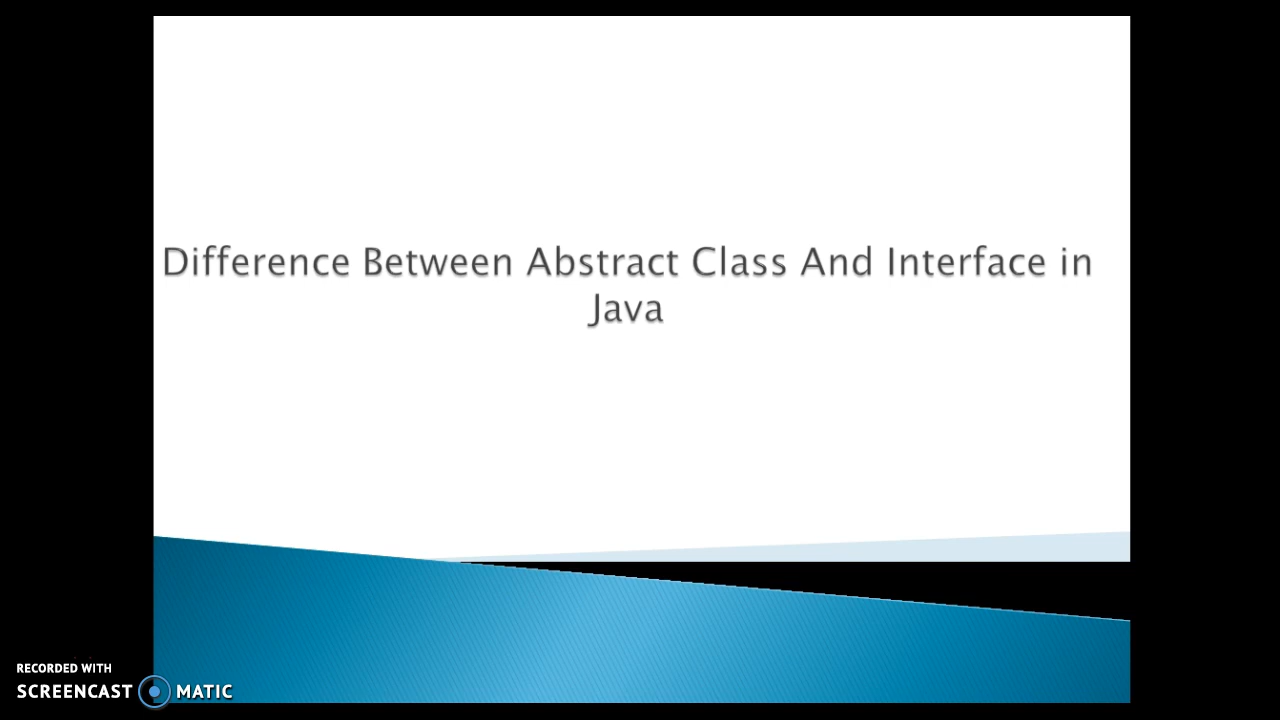 Difference Between Abstract Class And Interface in
Java
RECORDED WITH
SCREENCAST MATIC